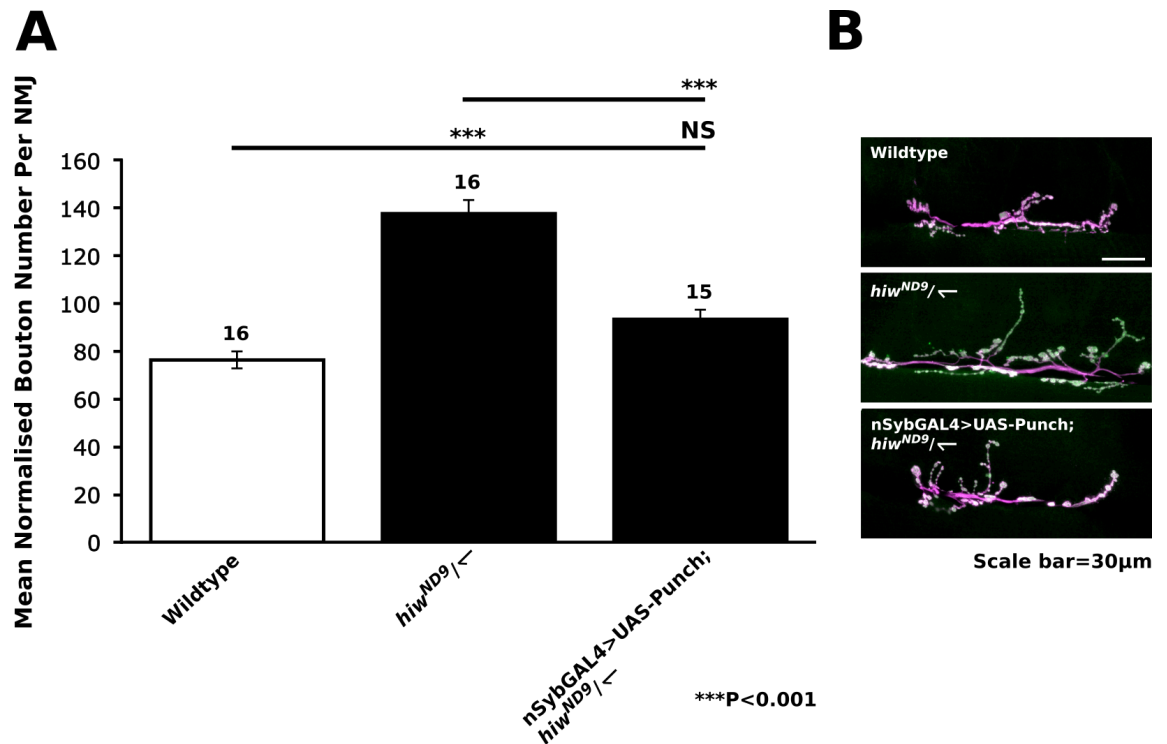 A
B
Mean Normalised Bouton Number Per NMJ
***
***
NS
160
140
120
100
80
60
40
20
0
16
16
15
Wildtype
hiwND9/↼
nSybGAL4>UAS-Punch;
hiwND9/↼
***P<0.001
Wildtype
hiwND9/↼
nSybGAL4>UAS-Punch;
hiwND9/↼
Scale bar=30µm